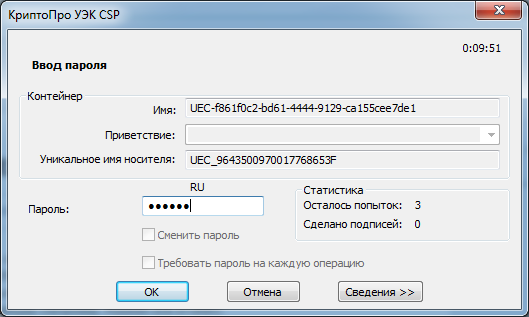 КриптоПро УЭК CSP
0:09:51
Ввод пароля
Контейнер
Имя: UEC-f861f0c2-bd61-4444-9129-ca155cee7de1
Приветствие:
Уникальное имя носителя: UEC_9643500970017768653F
RU
Пароль: ●●●●●●
Статистика
Осталось попыток: 3
Сделано подписей: 0
Сменить пароль
Требовать пароль на каждую операцию
OK Отмена Сведения >>